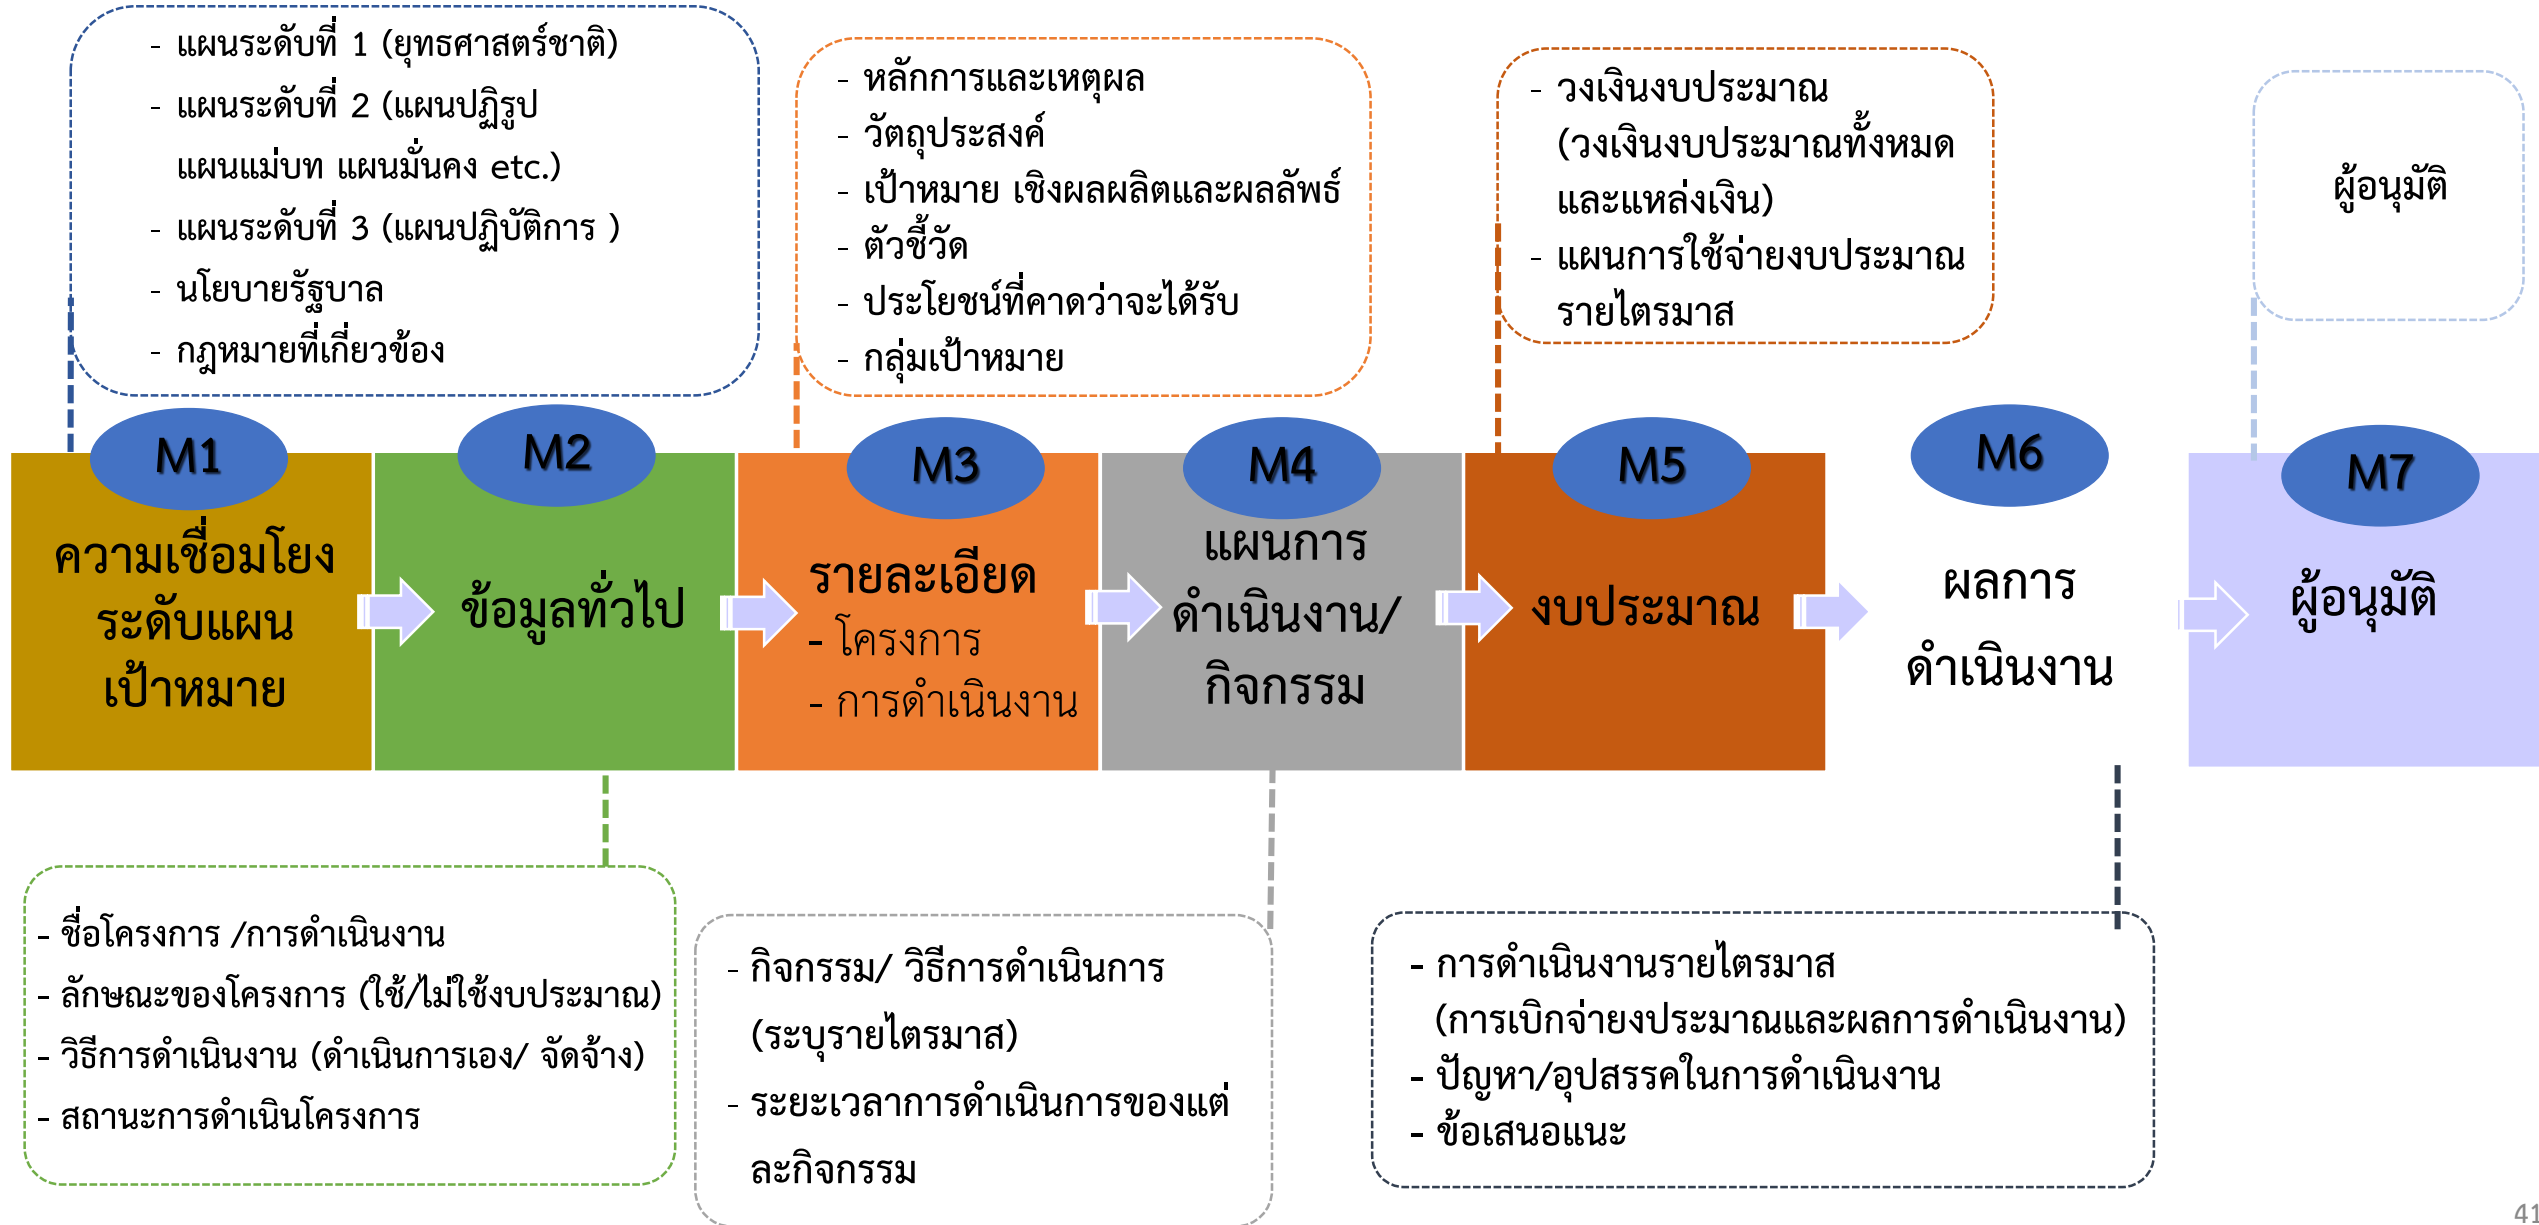 - แผนระดับที่ 1 (ยุทธศาสตร์ชาติ)
- แผนระดับที่ 2 (แผนปฏิรูป
แผนแม่บท แผนมั่นคง etc.)
- แผนระดับที่ 3 (แผนปฏิบัติการ )
- นโยบายรัฐบาล
- กฎหมายที่เกี่ยวข้อง
- หลักการและเหตุผล
- วัตถุประสงค์
- เป้าหมาย เชิงผลผลิตและผลลัพธ์
- ตัวชี้วัด
- ประโยชน์ที่คาดว่าจะได้รับ
- กลุ่มเป้าหมาย
- วงเงินงบประมาณ
(วงเงินงบประมาณทั้งหมด
และแหล่งเงิน)
- แผนการใช้จ่ายงบประมาณ
รายไตรมาส
ผู้อนุมัติ
M1
ความเชื่อมโยง
ระดับแผน
เป้าหมาย
M2
ข้อมูลทั่วไป
M3
รายละเอียด
- โครงการ
- การดำเนินงาน
M4
แผนการ
ดำเนินงาน/
กิจกรรม
M5
งบประมาณ
M6
ผลการ
ดำเนินงาน
M7
ผู้อนุมัติ
- ชื่อโครงการ /การดำเนินงาน
- ลักษณะของโครงการ (ใช้/ไม่ใช้งบประมาณ)
- วิธีการดำเนินงาน (ดำเนินการเอง/ จัดจ้าง)
- สถานะการดำเนินโครงการ
- กิจกรรม/ วิธีการดำเนินการ
(ระบุรายไตรมาส)
- ระยะเวลาการดำเนินการของแต่
ละกิจกรรม
- การดำเนินงานรายไตรมาส
(การเบิกจ่ายงประมาณและผลการดำเนินงาน)
- ปัญหา/อุปสรรคในการดำเนินงาน
- ข้อเสนอแนะ
41